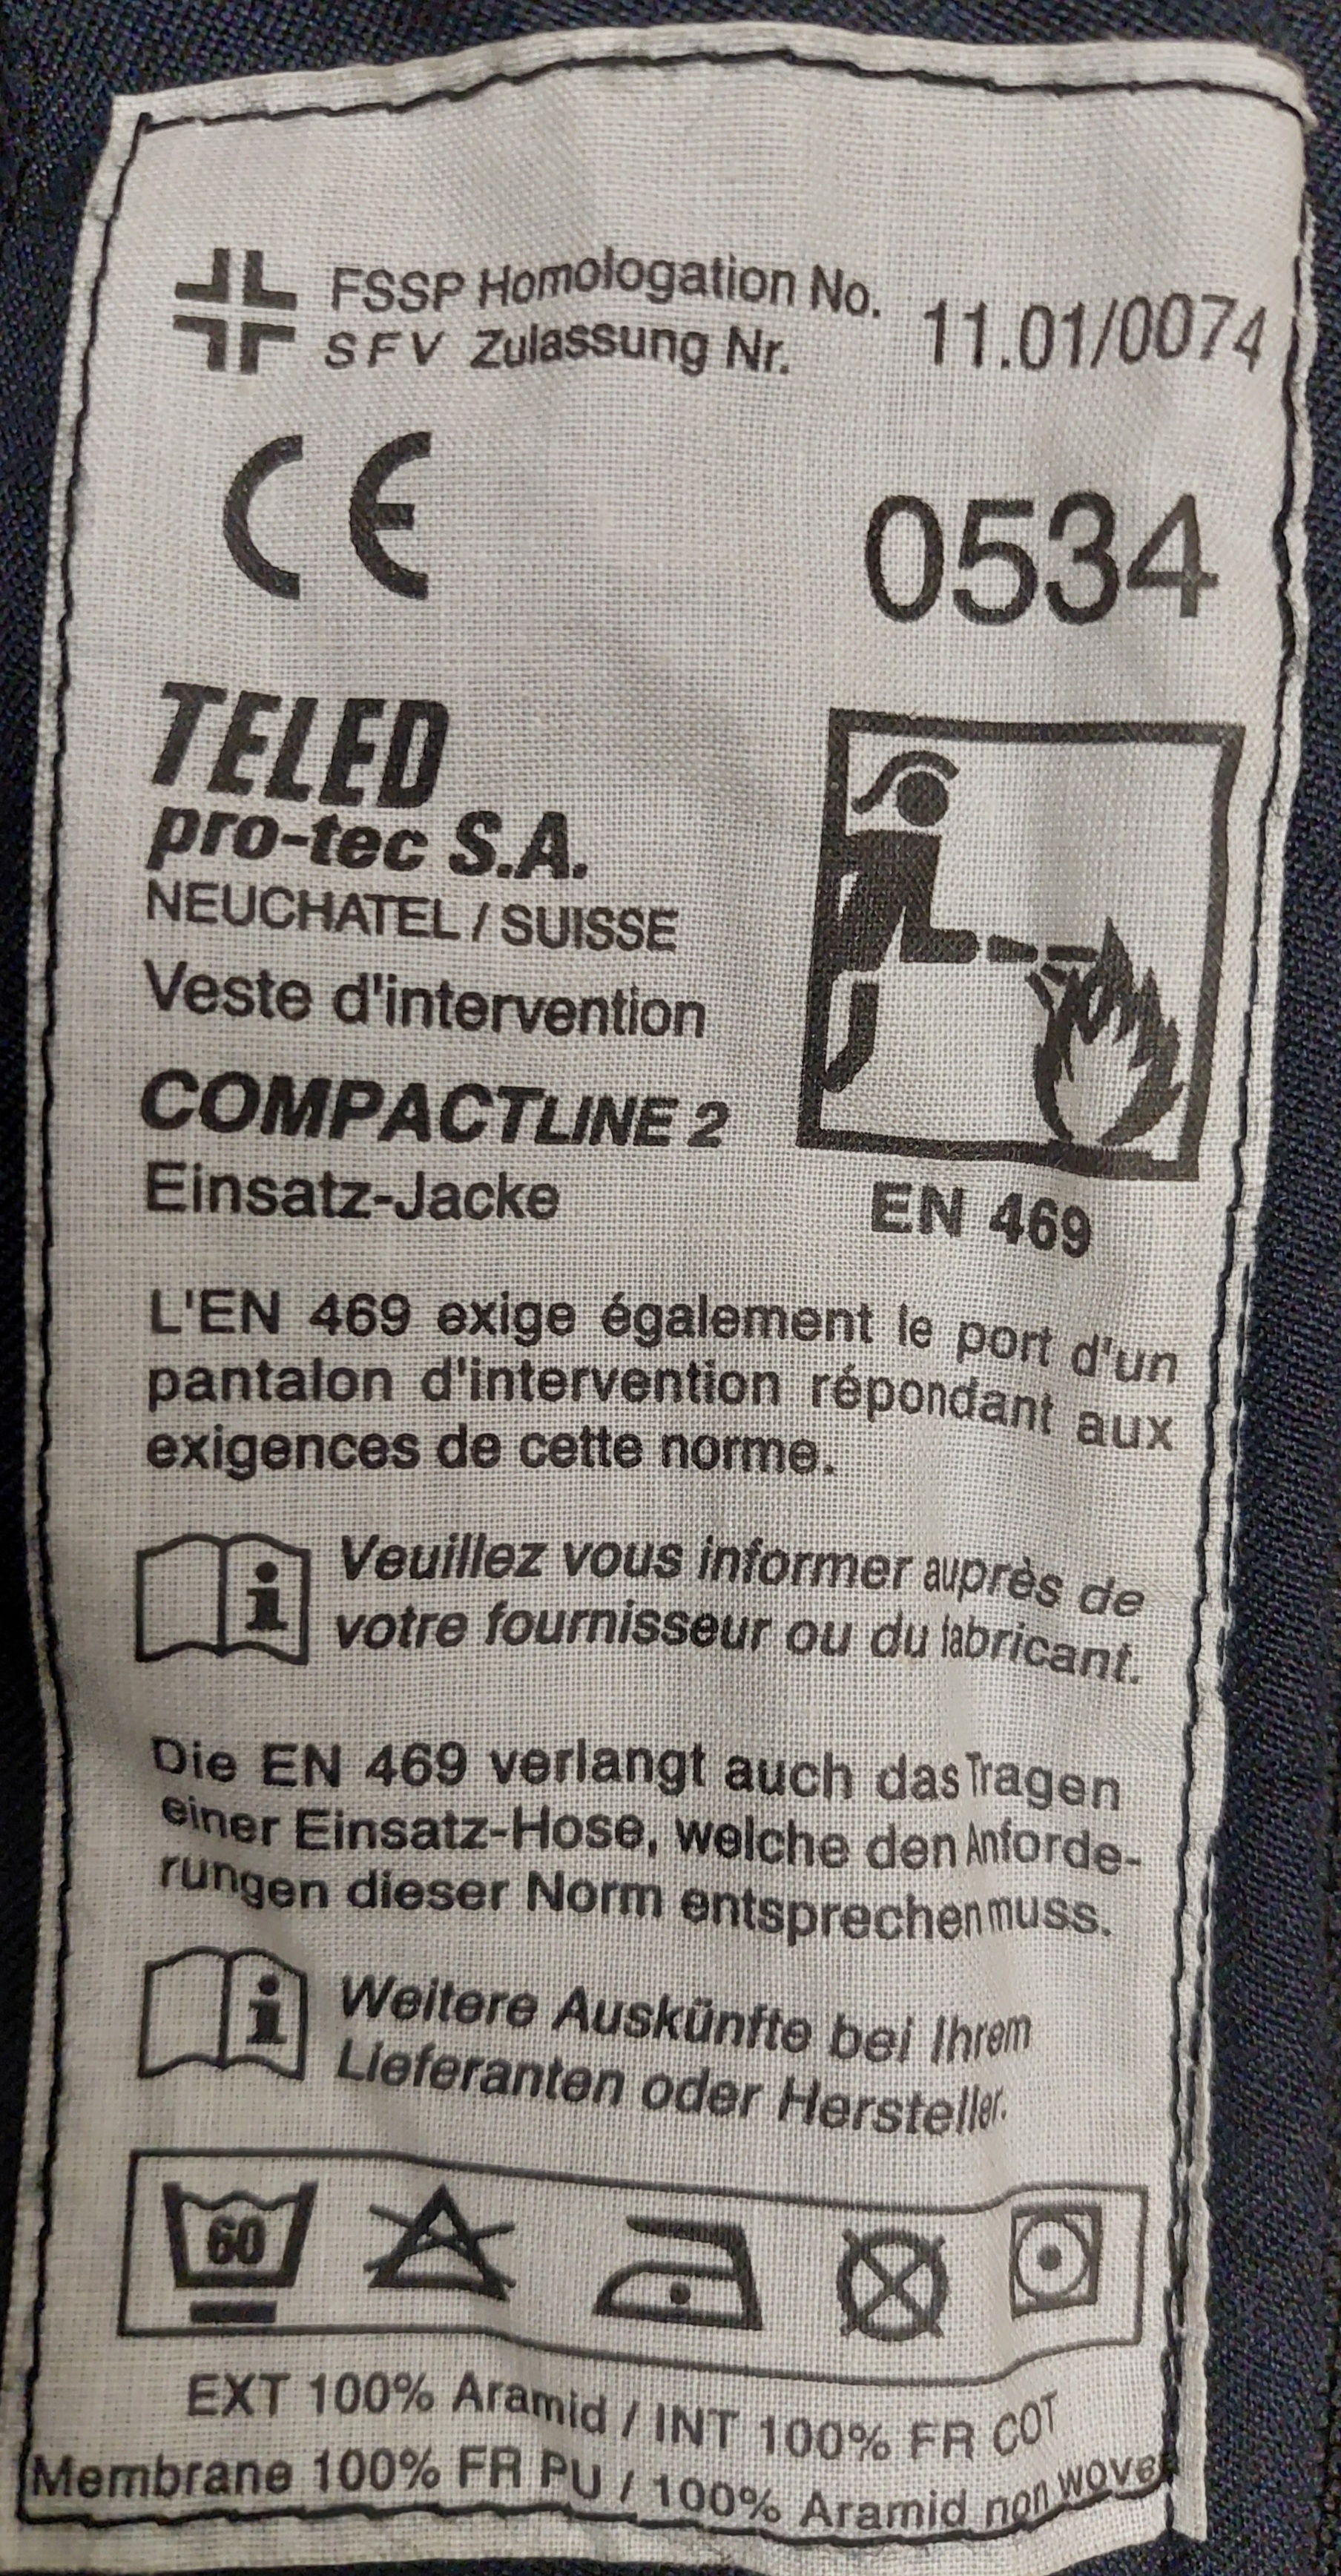 FSSP Homologation No.
SFV Zulassung Nr. 11.01/0074
CE 0534
TELED
pro-tec S.A.
NEUCHATEL / SUISSE
Veste d'intervention
COMPACTLINE 2
Einsatz-Jacke
EN 469
L'EN 469 exige également le port d'un
pantalon d'intervention répondant aux
exigences de cette norme.
i Veuillez vous informer auprès de
votre fournisseur ou du fabricant.
Die EN 469 verlangt auch das Tragen
einer Einsatz-Hose, welche den Anforde-
rungen dieser Norm entsprechen muss.
i Weitere Auskünfte bei Ihrem
Lieferanten oder Hersteller.
60
EXT 100% Aramid / INT 100% FR COT
Membrane 100% FR PU / 100% Aramid non wove